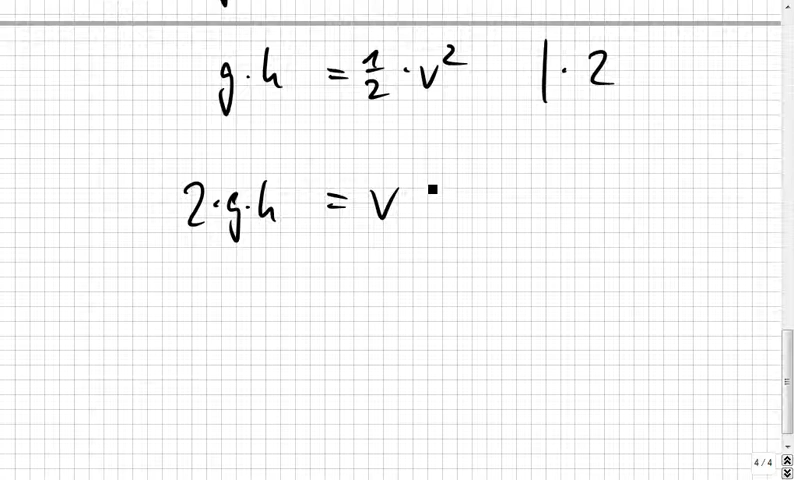 g·h = 1/2 · v² | · 2
2·g·h = v
4 / 4